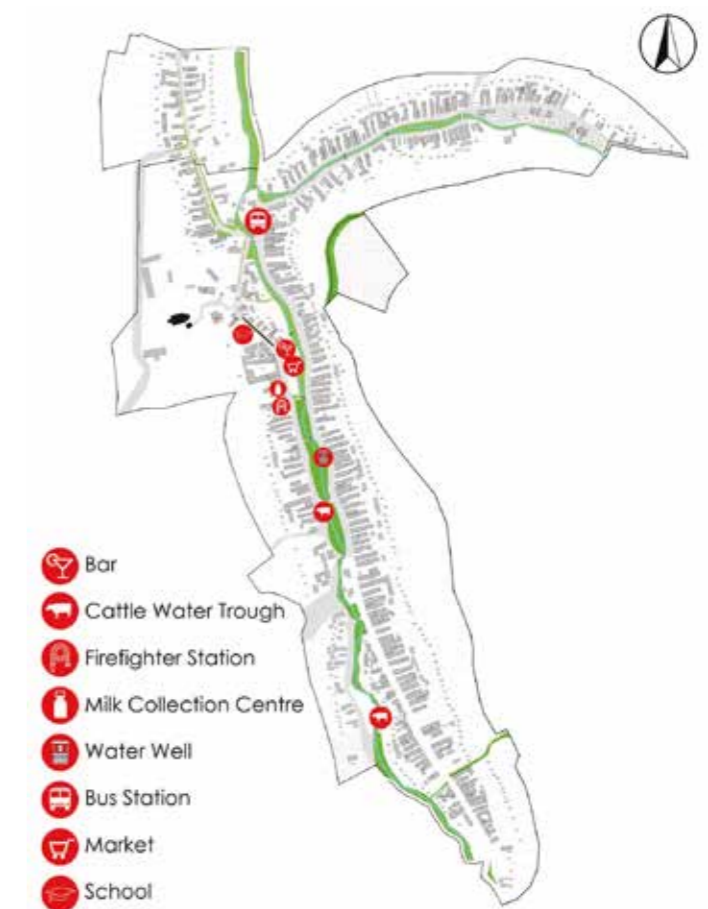 Bar
Cattle Water Trough
Firefighter Station
Milk Collection Centre
Water Well
Bus Station
Market
School